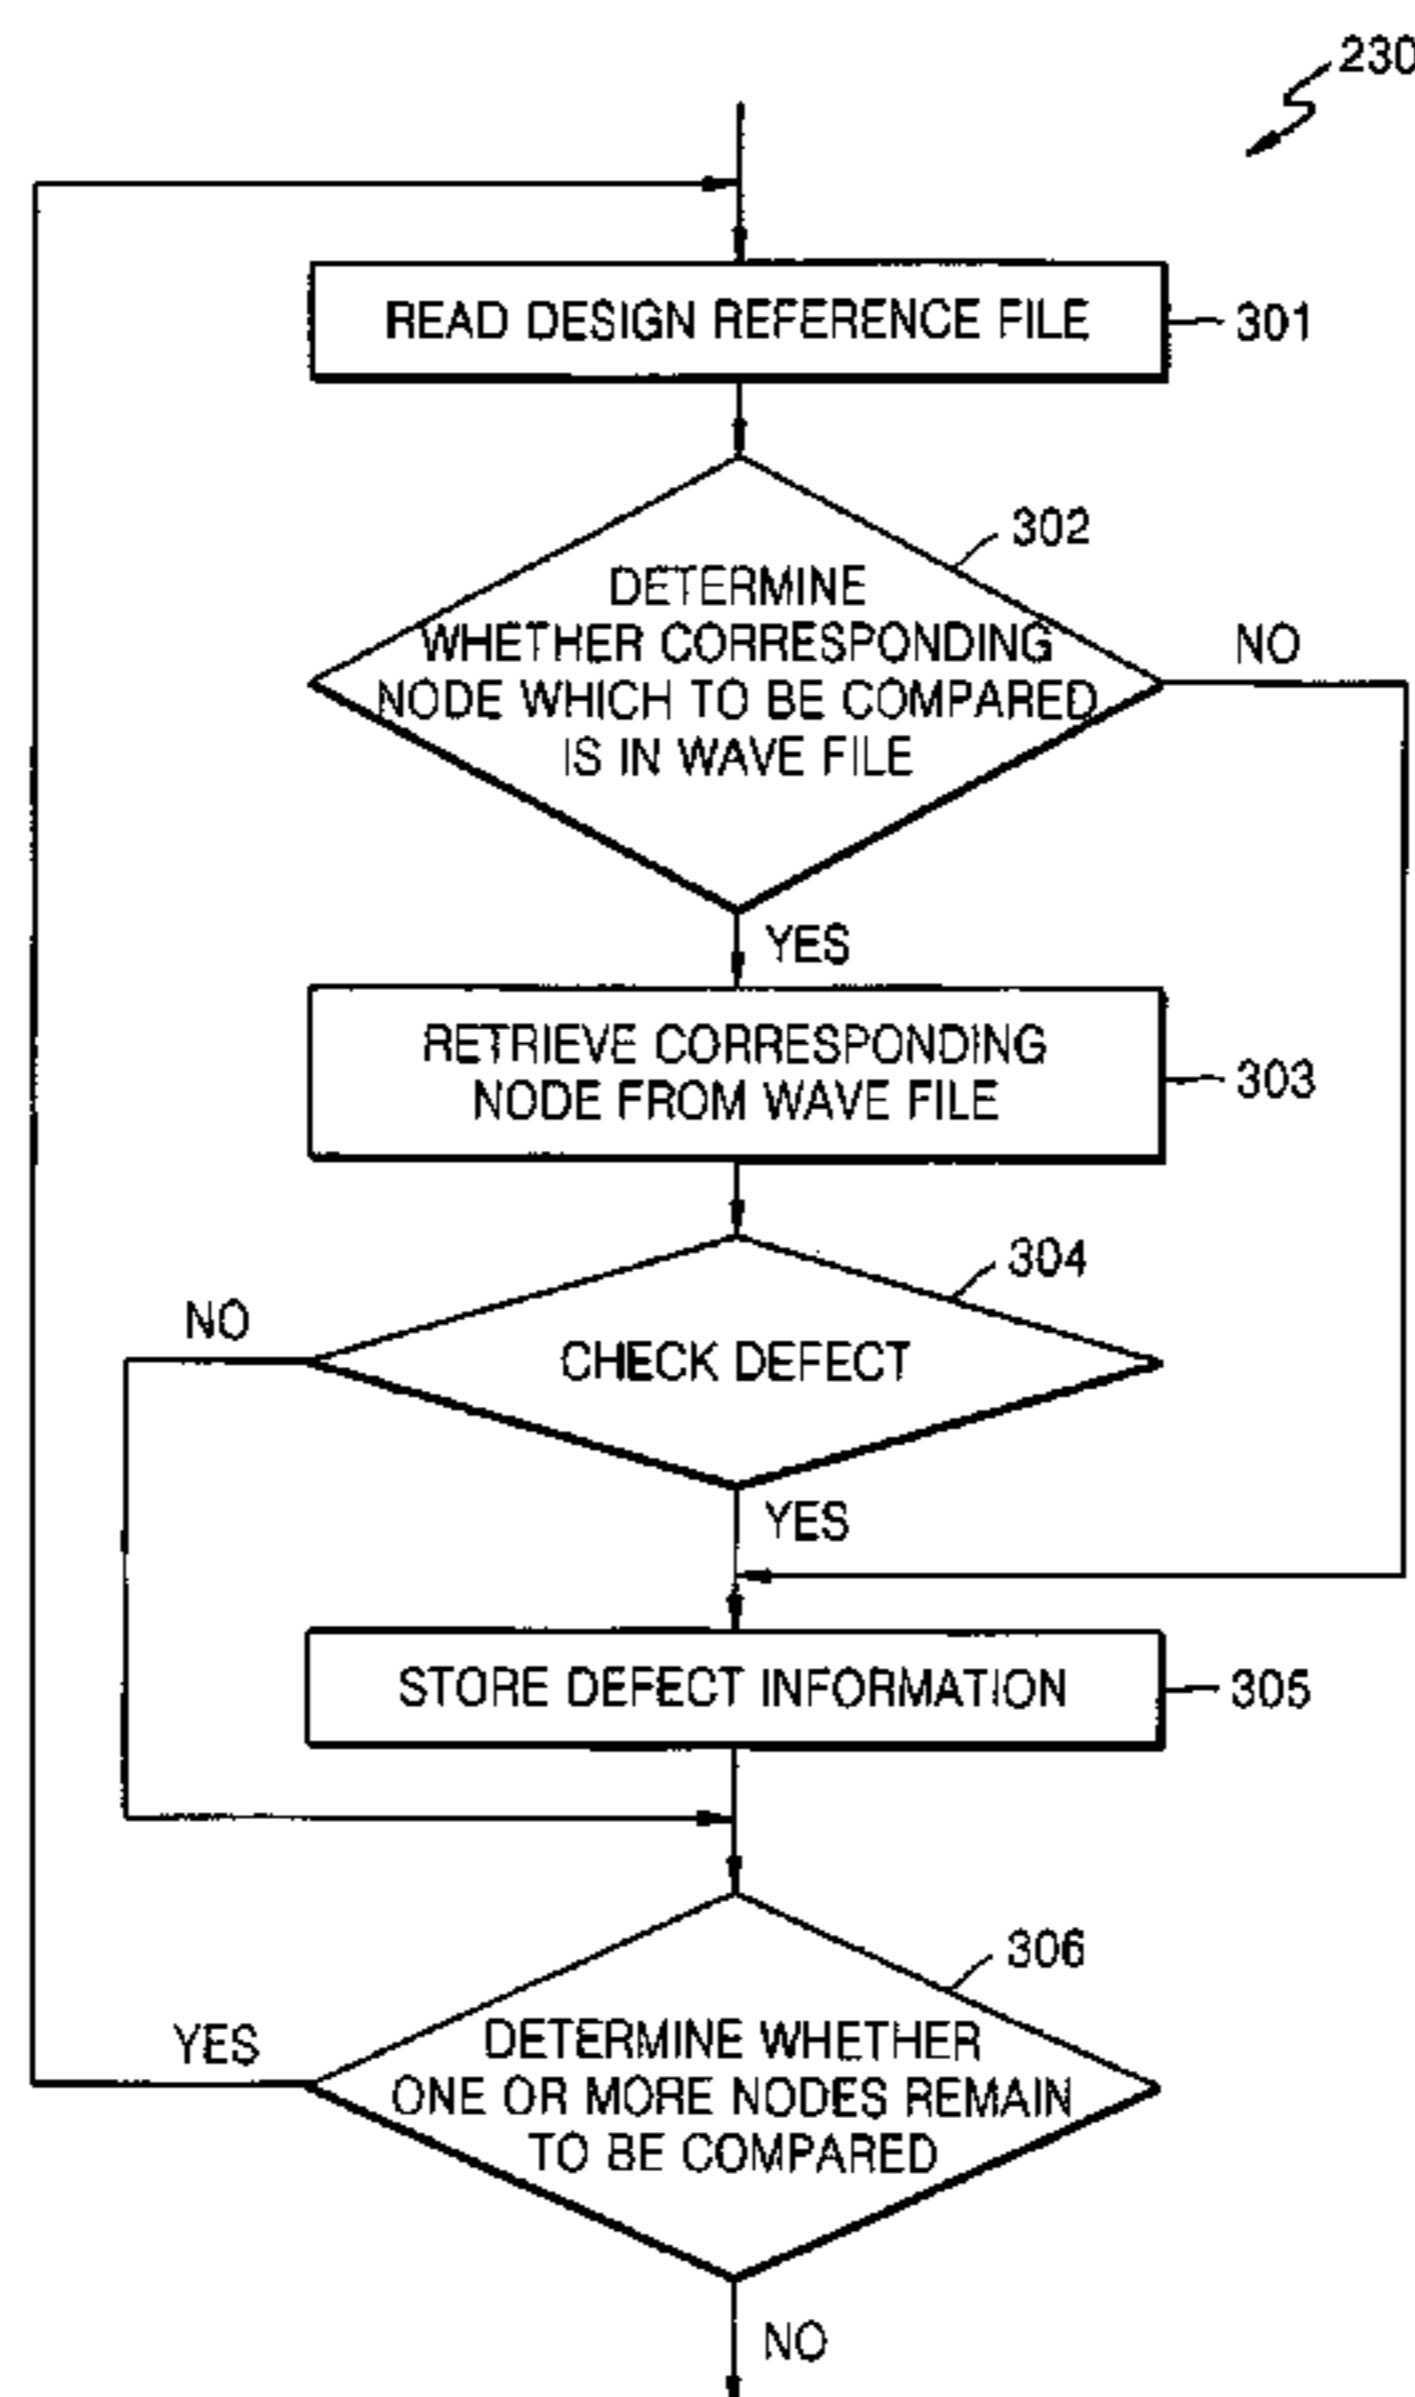 230
READ DESIGN REFERENCE FILE
301
302
DETERMINE
WHETHER CORRESPONDING
NODE WHICH TO BE COMPARED
IS IN WAVE FILE
NO
YES
RETRIEVE CORRESPONDING
NODE FROM WAVE FILE
303
304
NO
CHECK DEFECT
YES
STORE DEFECT INFORMATION
305
306
YES
DETERMINE WHETHER
ONE OR MORE NODES REMAIN
TO BE COMPARED
NO